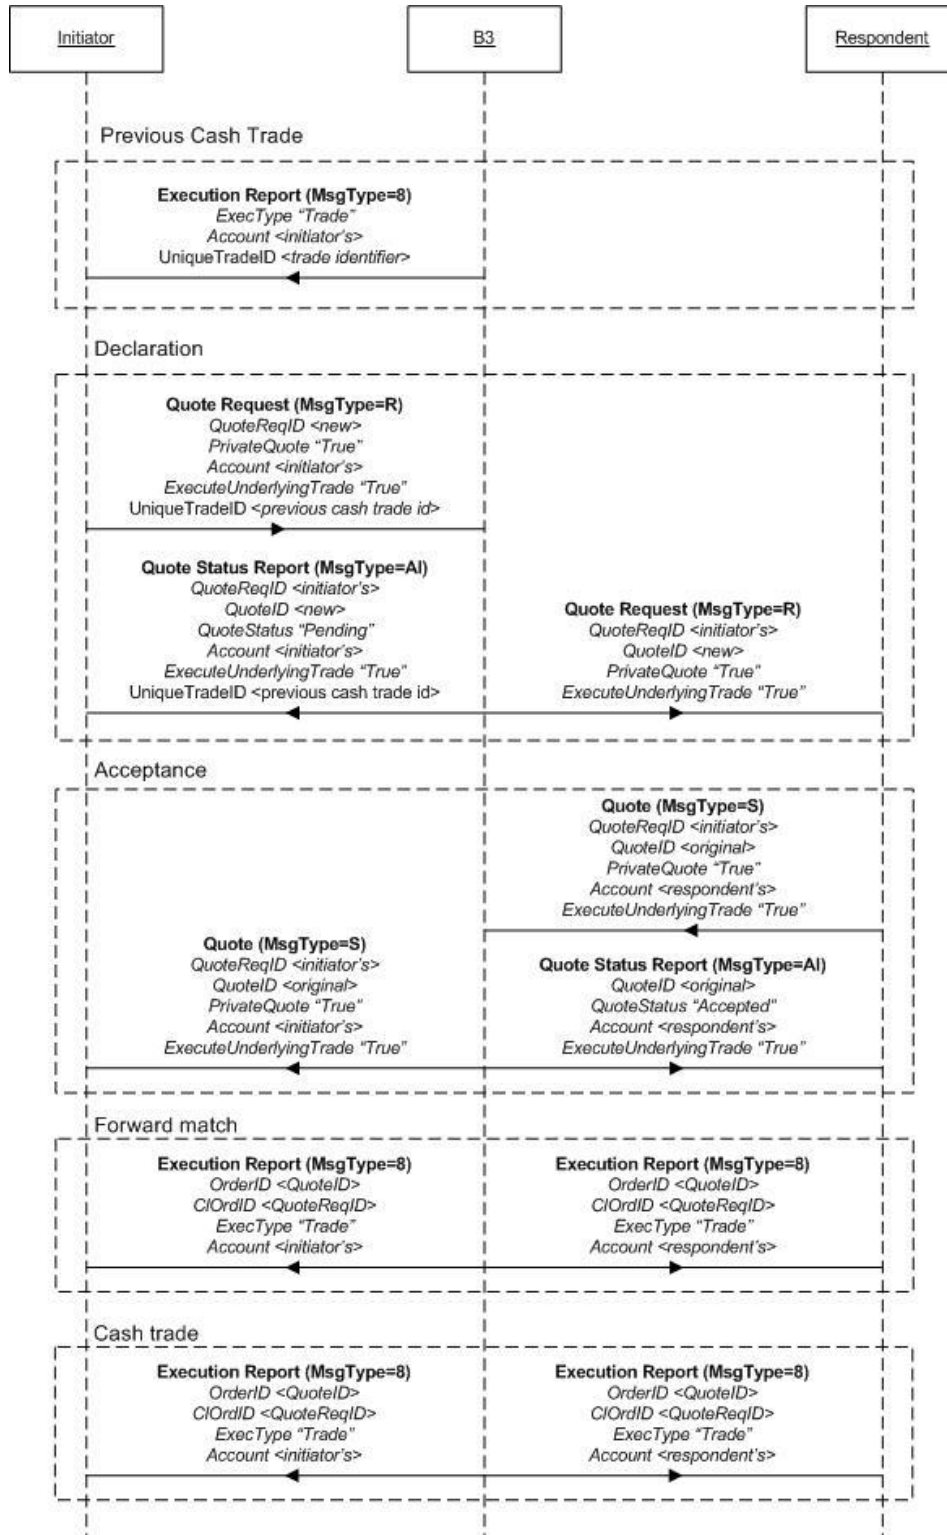 Initiator
B3
Respondent
Previous Cash Trade
Execution Report (MsgType=8)
ExecType “Trade”
Account <initiator’s>
UniqueTradeID <trade identifier>
Declaration
Quote Request (MsgType=R)
QuoteReqID <new>
PrivateQuote “True”
Account <initiator’s>
ExecuteUnderlyingTrade “True”
UniqueTradeID <previous cash trade id>
Quote Status Report (MsgType=AI)
QuoteReqID <initiator’s>
QuoteID <new>
QuoteStatus “Pending”
Account <initiator’s>
ExecuteUnderlyingTrade “True”
UniqueTradeID <previous cash trade id>
Quote Request (MsgType=R)
QuoteReqID <initiator’s>
QuoteID <new>
PrivateQuote “True”
ExecuteUnderlyingTrade “True”
Acceptance
Quote (MsgType=S)
QuoteReqID <initiator’s>
QuoteID <original>
PrivateQuote “True”
Account <respondent’s>
ExecuteUnderlyingTrade “True”
Quote (MsgType=S)
QuoteReqID <initiator’s>
QuoteID <original>
PrivateQuote “True”
Account <initiator’s>
ExecuteUnderlyingTrade “True”
Quote Status Report (MsgType=AI)
QuoteID <original>
QuoteStatus “Accepted”
Account <respondent’s>
ExecuteUnderlyingTrade “True”
Forward match
Execution Report (MsgType=8)
OrderID <QuoteID>
ClOrdID <QuoteReqID>
ExecType “Trade”
Account <initiator’s>
Execution Report (MsgType=8)
OrderID <QuoteID>
ClOrdID <QuoteReqID>
ExecType “Trade”
Account <respondent’s>
Cash trade
Execution Report (MsgType=8)
OrderID <QuoteID>
ClOrdID <QuoteReqID>
ExecType “Trade”
Account <initiator’s>
Execution Report (MsgType=8)
OrderID <QuoteID>
ClOrdID <QuoteReqID>
ExecType “Trade”
Account <respondent’s>